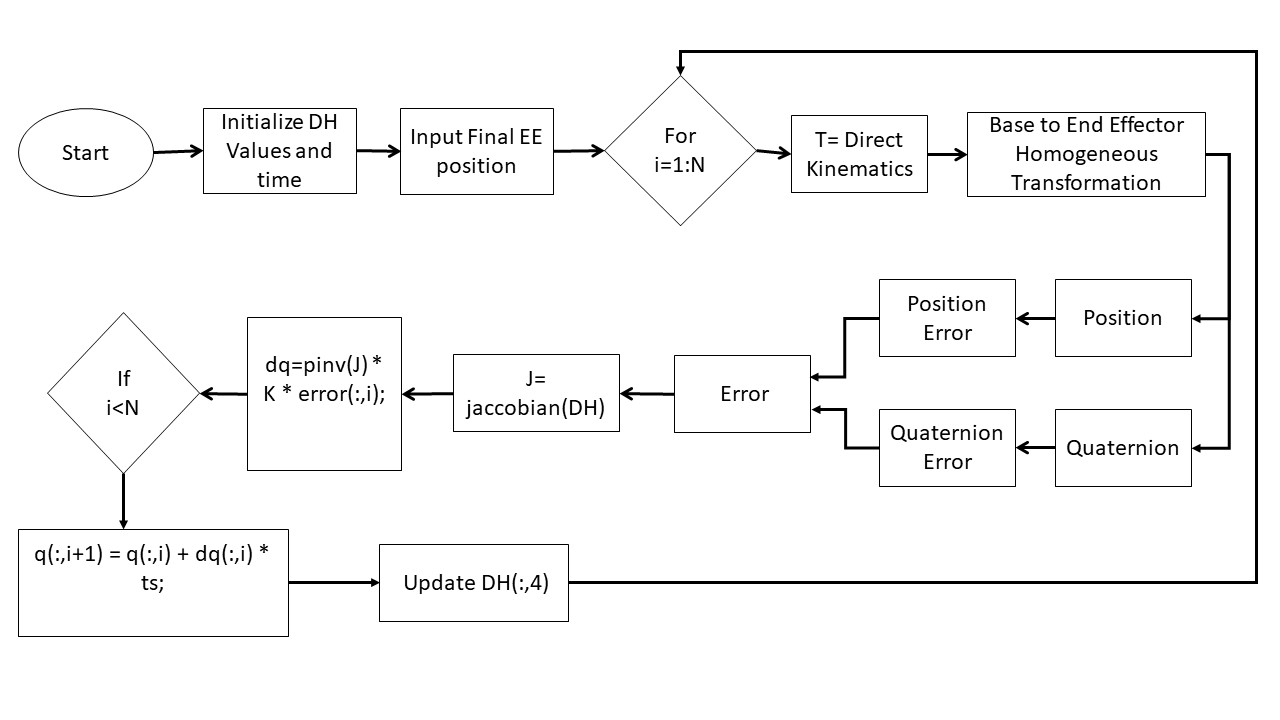 Start
Initialize DH
Values and
time
Input Final EE
position
For
i=1:N
T= Direct
Kinematics
Base to End Effector
Homogeneous
Transformation
Position
Position
Error
Quaternion
Quaternion
Error
Error
J=
jaccobian(DH)
dq=pinv(J) *
K * error(:,i);
If
i<N
q(:,i+1) = q(:,i) + dq(:,i) *
ts;
Update DH(:,4)